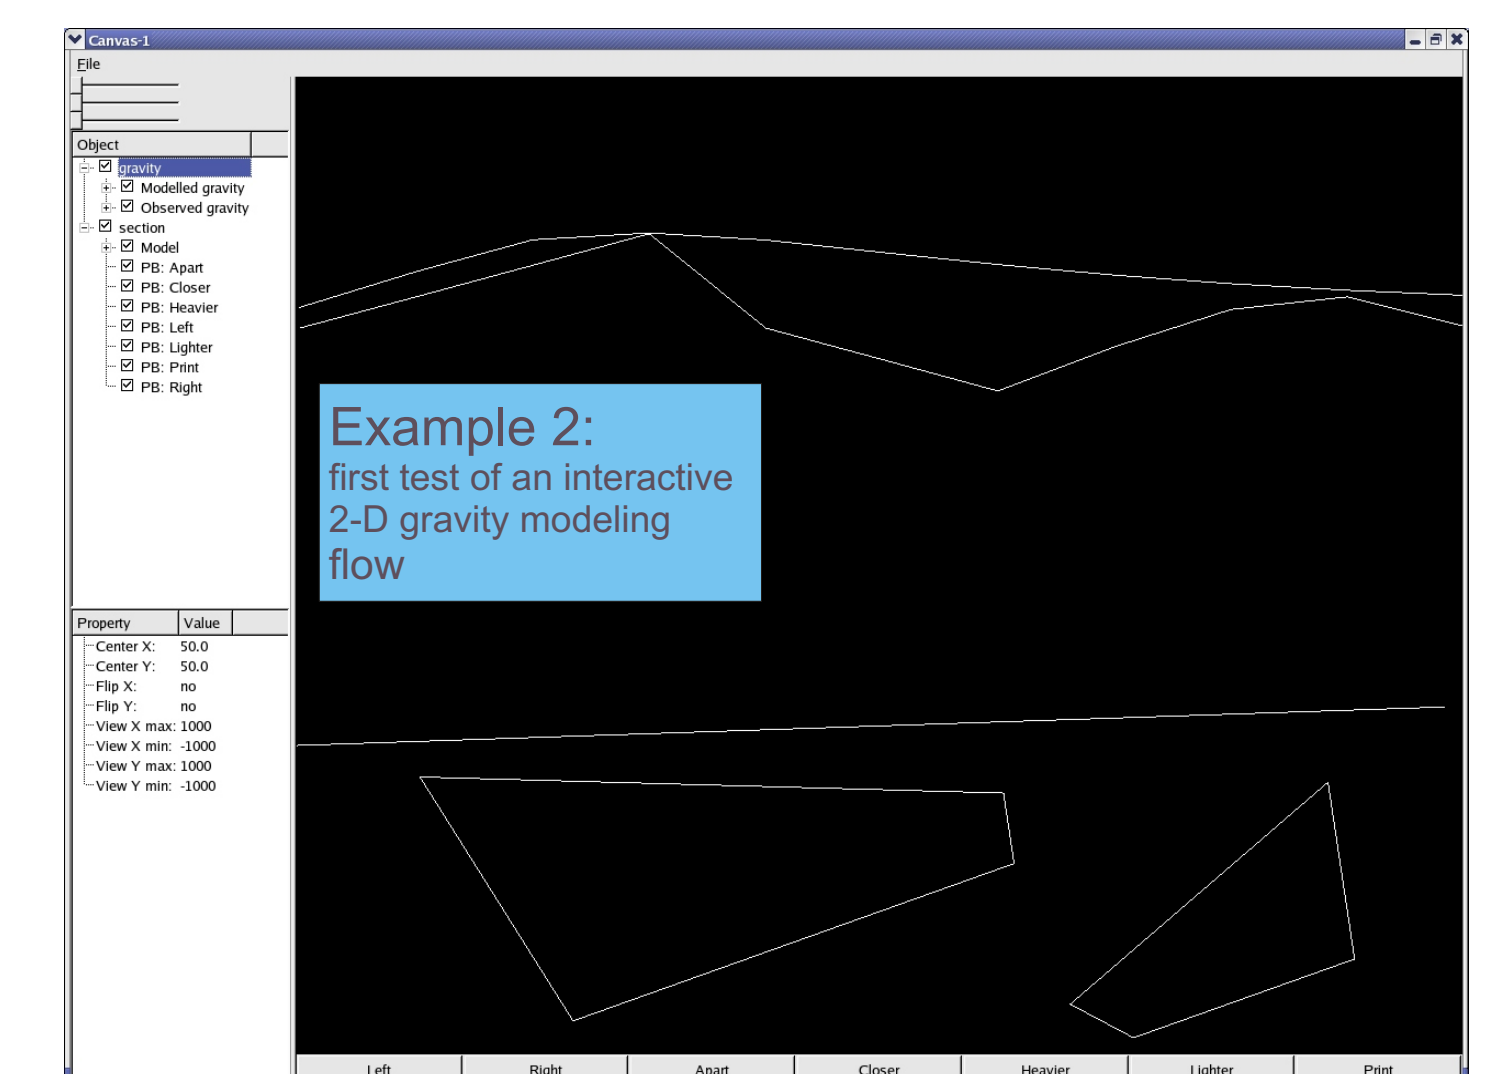 Canvas-1
File
Object
gravity
Modelled gravity
Observed gravity
section
Model
PB: Apart
PB: Closer
PB: Heavier
PB: Left
PB: Lighter
PB: Print
PB: Right
Example 2:
first test of an interactive
2-D gravity modeling
flow
Property Value
Center X: 50.0
Center Y: 50.0
Flip X: no
Flip Y: no
View X max: 1000
View X min: -1000
View Y max: 1000
View Y min: -1000
Left Right Apart Closer Heavier Lighter Print